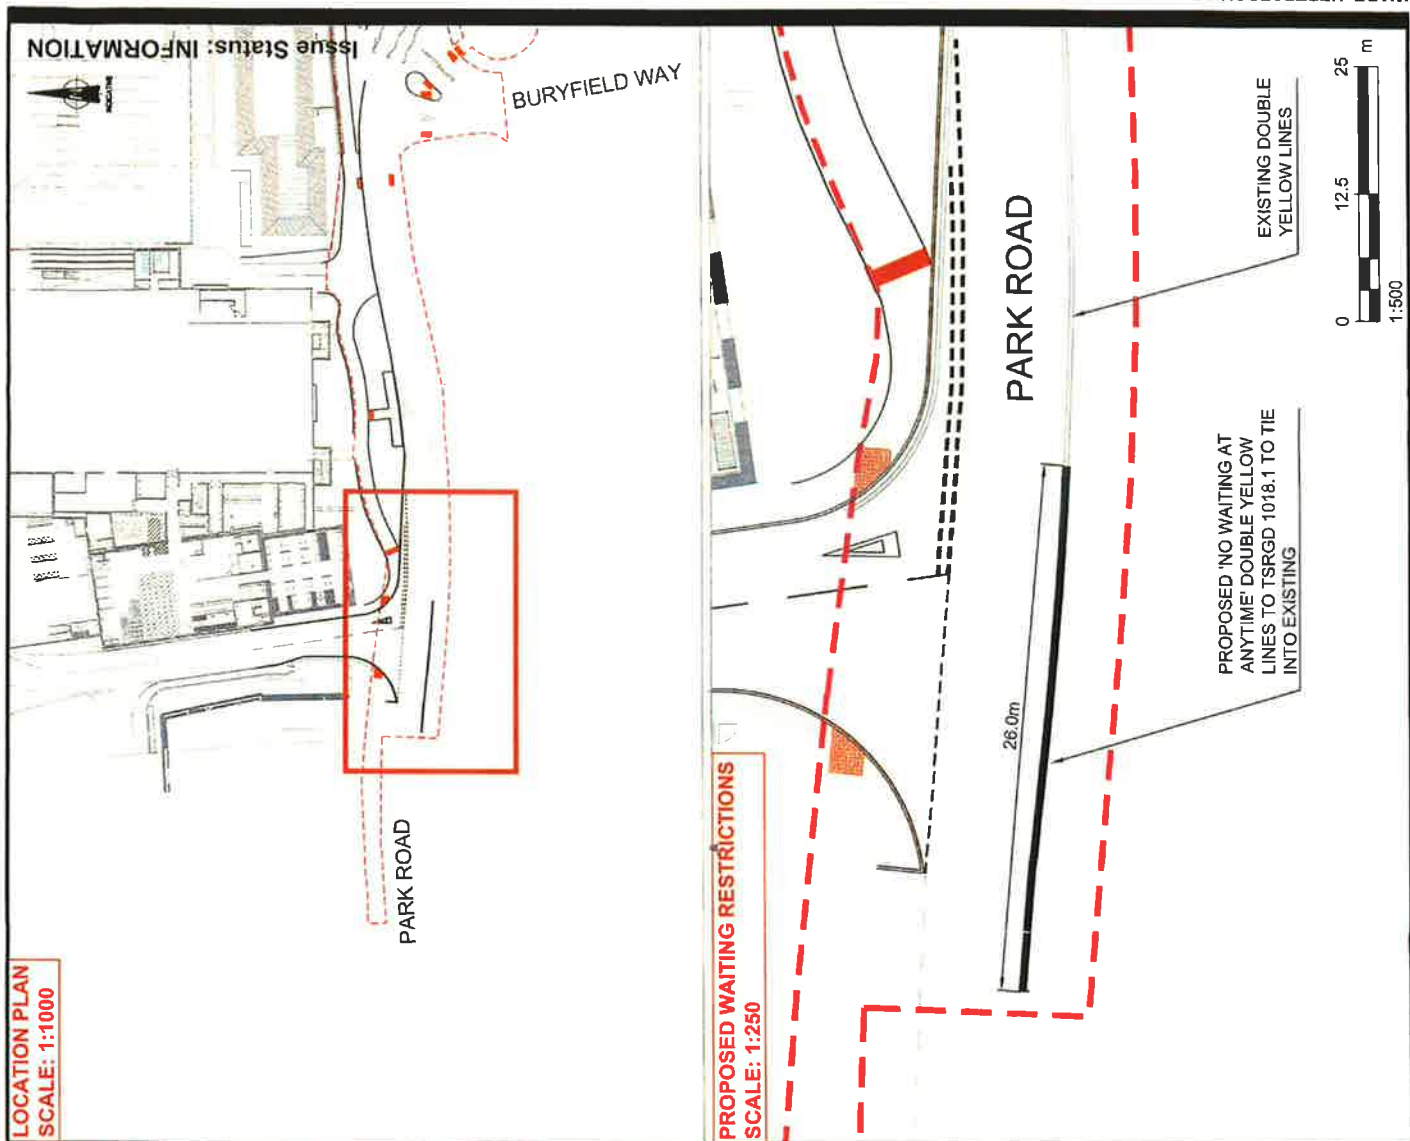 Issue Status: INFORMATION
BURYFIELD WAY
PARK ROAD
LOCATION PLAN
SCALE: 1:1000
PARK ROAD
EXISTING DOUBLE
YELLOW LINES
26.0m
PROPOSED 'NO WAITING AT
ANYTIME' DOUBLE YELLOW
LINES TO TSRGD 1018.1 TO TIE
INTO EXISTING
PROPOSED WAITING RESTRICTIONS
SCALE: 1:250
0 12.5 25 m
1:500